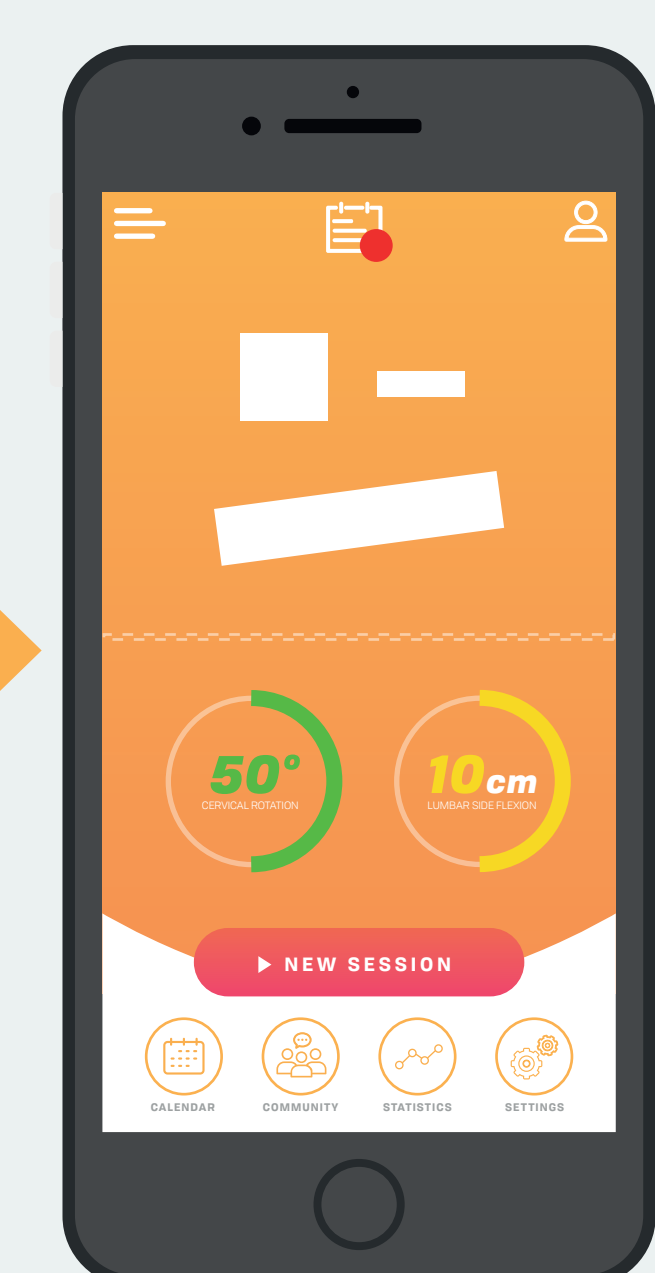 50°
CERVICAL ROTATION
10cm
LUMBAR SIDE FLEXION
NEW SESSION
CALENDAR
COMMUNITY
STATISTICS
SETTINGS